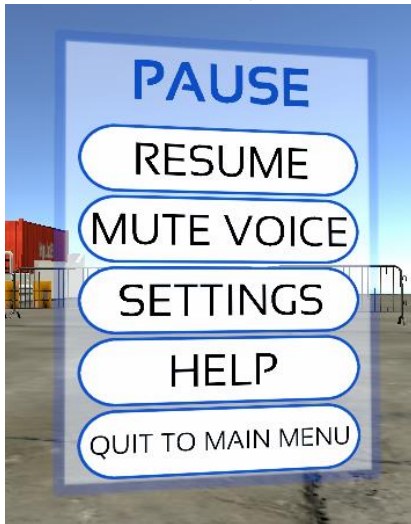 PAUSE
RESUME
MUTE VOICE
SETTINGS
HELP
QUIT TO MAIN MENU